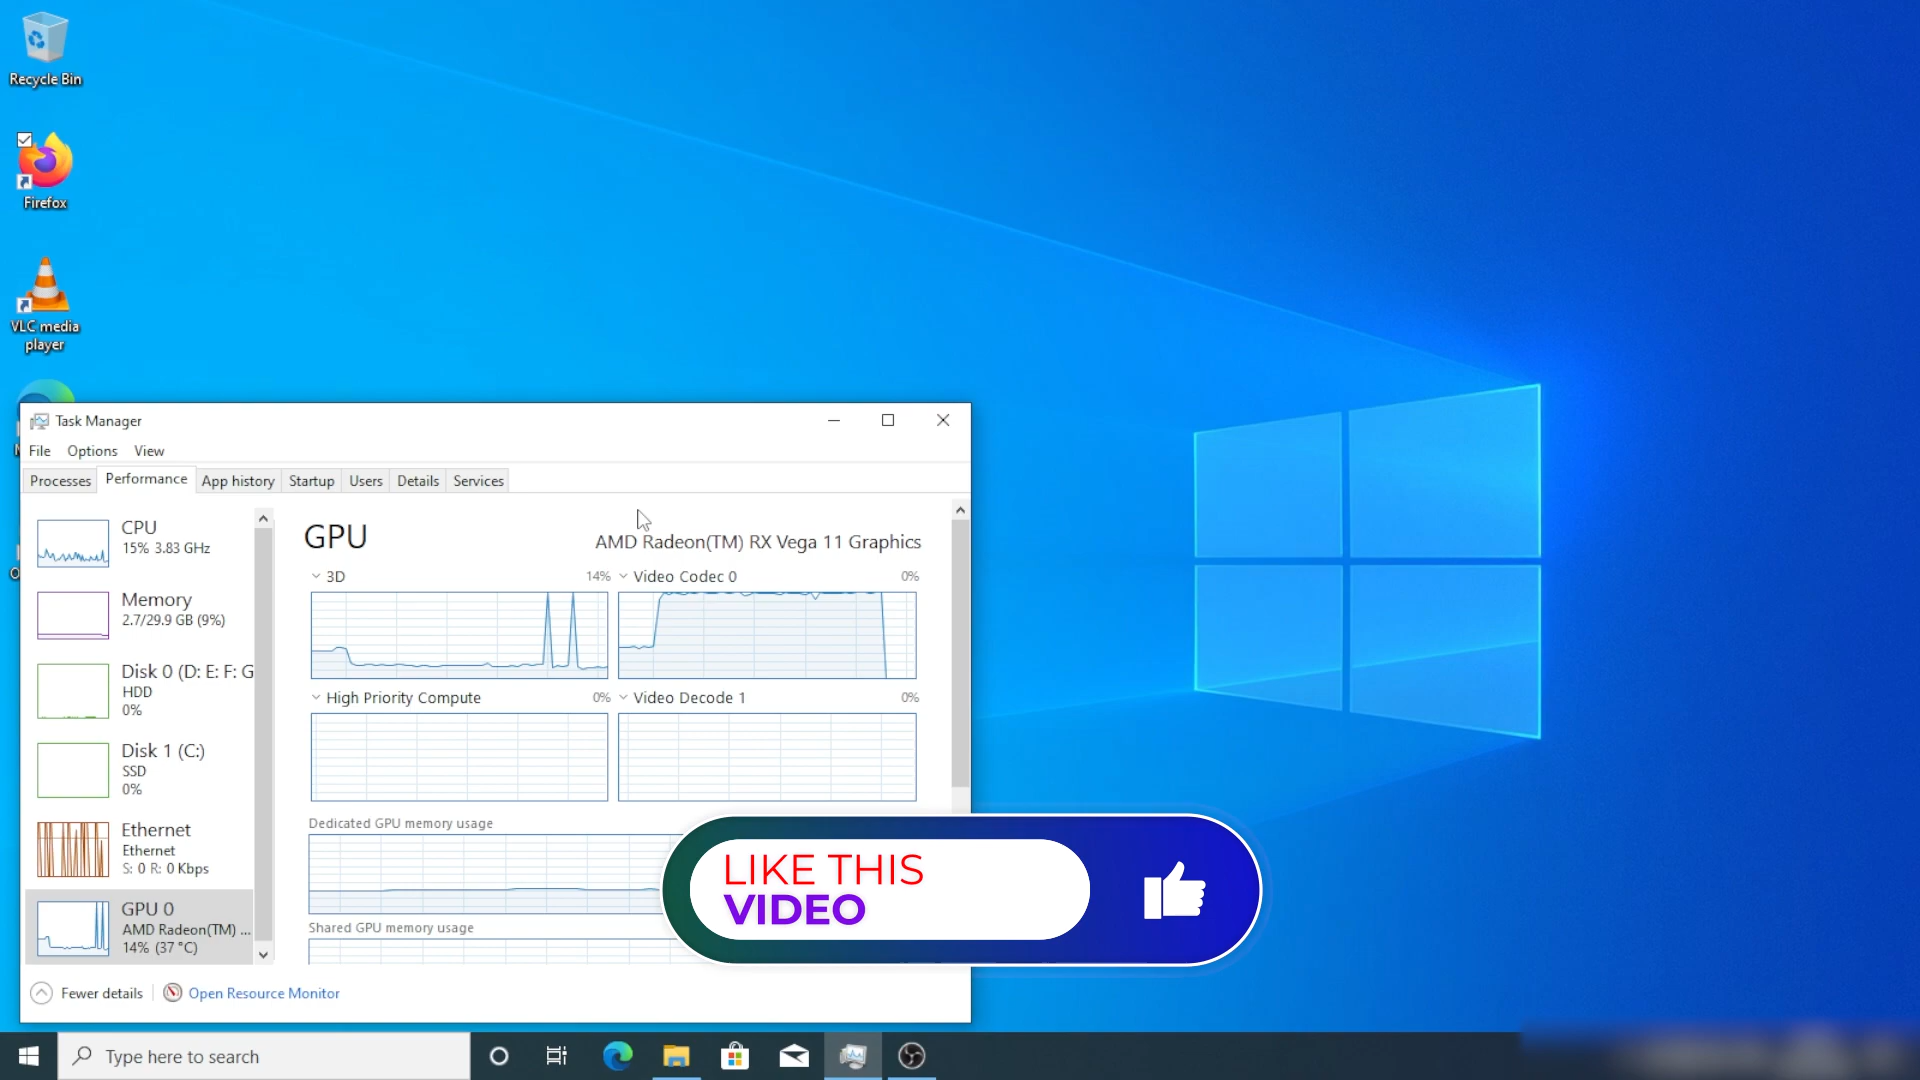 Recycle Bin
Firefox
VLC media
player
Task Manager
File Options View
Processes Performance App history Startup Users Details Services
CPU
15% 3.83 GHz
Memory
2.7/29.9 GB (9%)
Disk 0 (D: E: F: G
HDD
0%
Disk 1 (C:)
SSD
0%
Ethernet
Ethernet
S: 0 R: 0 Kbps
GPU 0
AMD Radeon(TM) ...
14% (37 °C)
GPU
AMD Radeon(TM) RX Vega 11 Graphics
3D 14% Video Codec 0 0%
High Priority Compute 0% Video Decode 1 0%
Dedicated GPU memory usage
Shared GPU memory usage
LIKE THIS
VIDEO
Fewer details Open Resource Monitor
Type here to search